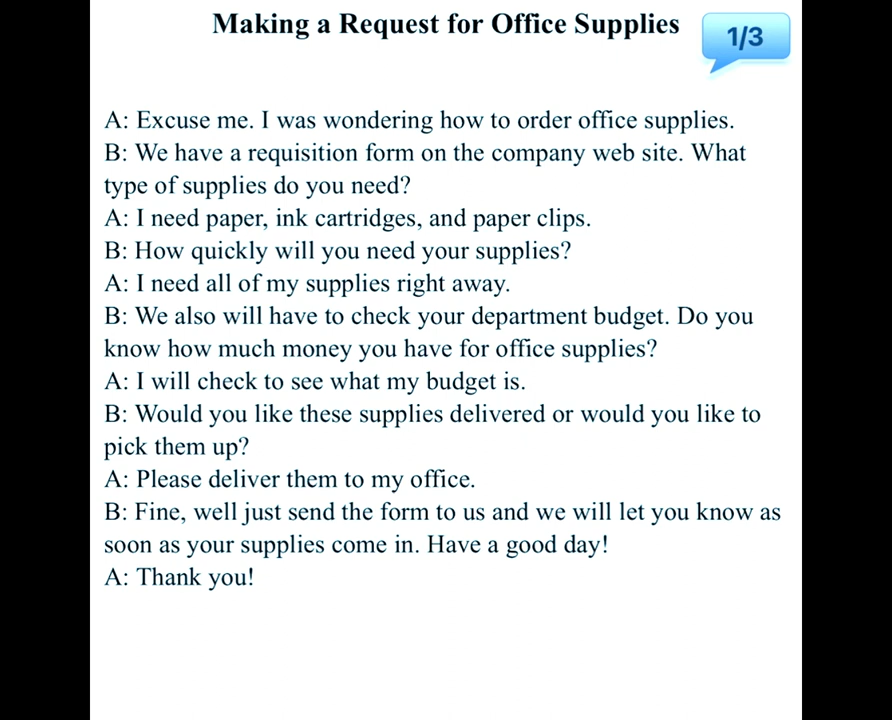 Making a Request for Office Supplies
1/3
A: Excuse me. I was wondering how to order office supplies.
B: We have a requisition form on the company web site. What
type of supplies do you need?
A: I need paper, ink cartridges, and paper clips.
B: How quickly will you need your supplies?
A: I need all of my supplies right away.
B: We also will have to check your department budget. Do you
know how much money you have for office supplies?
A: I will check to see what my budget is.
B: Would you like these supplies delivered or would you like to
pick them up?
A: Please deliver them to my office.
B: Fine, well just send the form to us and we will let you know as
soon as your supplies come in. Have a good day!
A: Thank you!